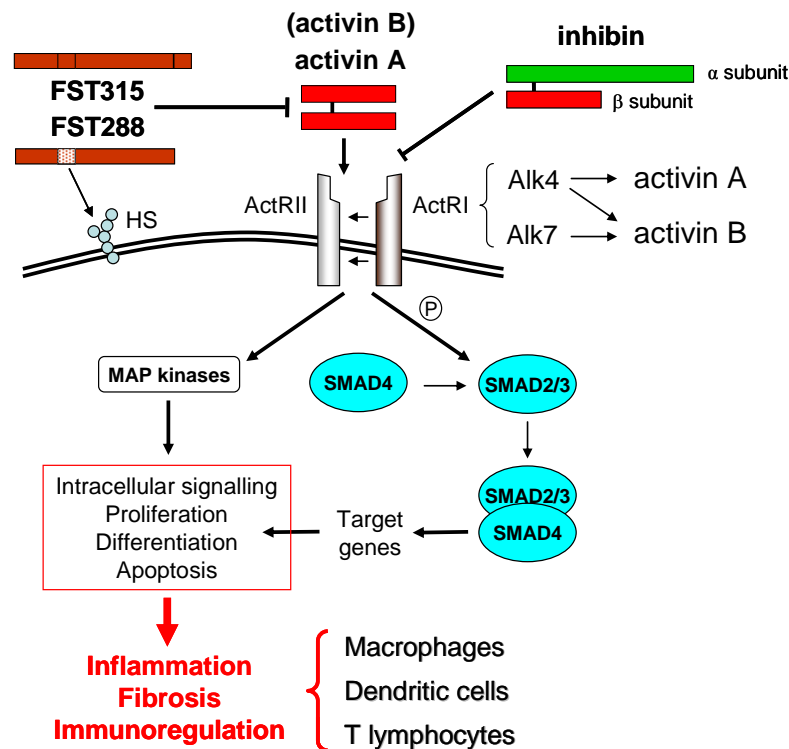 (activin B)
activin A
inhibin
α subunit
β subunit
FST315
FST288
HS
ActRII
ActRI
Alk4
activin A
Alk7
activin B
P
MAP kinases
SMAD4
SMAD2/3
SMAD2/3
SMAD4
Target
genes
Intracellular signalling
Proliferation
Differentiation
Apoptosis
Inflammation
Fibrosis
Immunoregulation
Macrophages
Dendritic cells
T lymphocytes